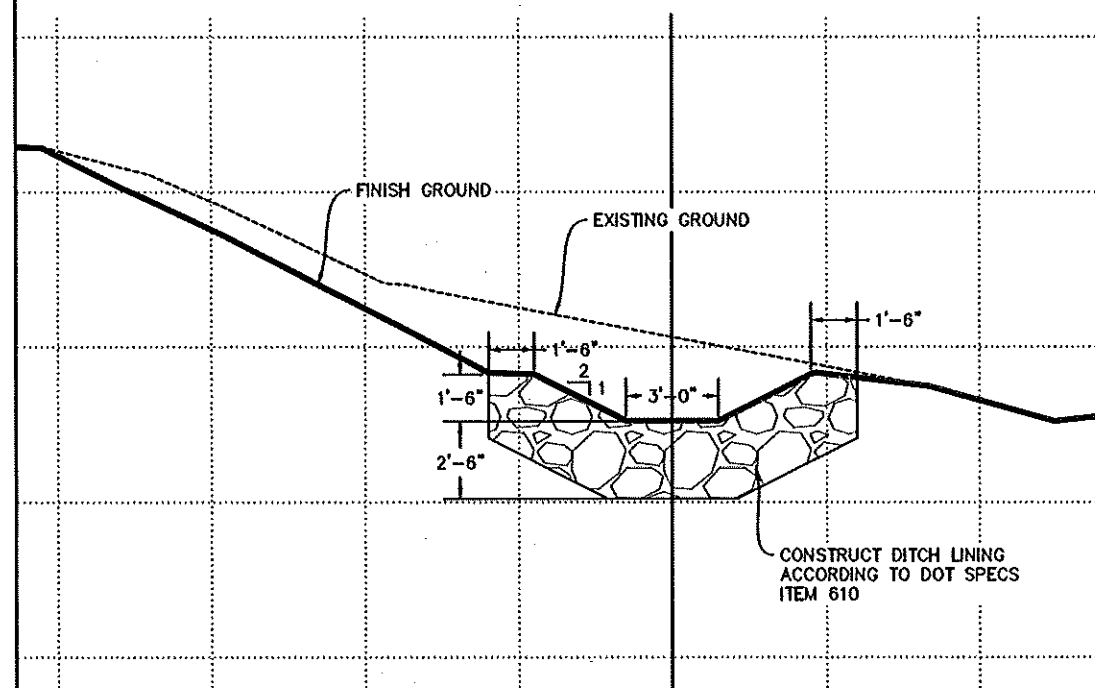 FINISH GROUND
EXISTING GROUND
1'-6"
1'-6"
2
1
1'-6"
3'-0"
2'-6"
CONSTRUCT DITCH LINING
ACCORDING TO DOT SPECS
ITEM 610